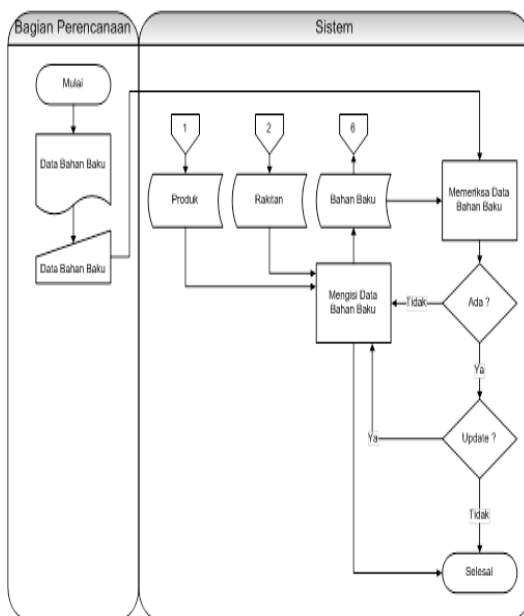 Bagian Perencanaan
Sistem
Mulai
Data Bahan Baku
Data Bahan Baku
1
2
6
Produk
Rakitan
Bahan Baku
Memeriksa Data
Bahan Baku
Mengisi Data
Bahan Baku
Tidak
Ada ?
Ya
Ya
Update ?
Tidak
Selesai